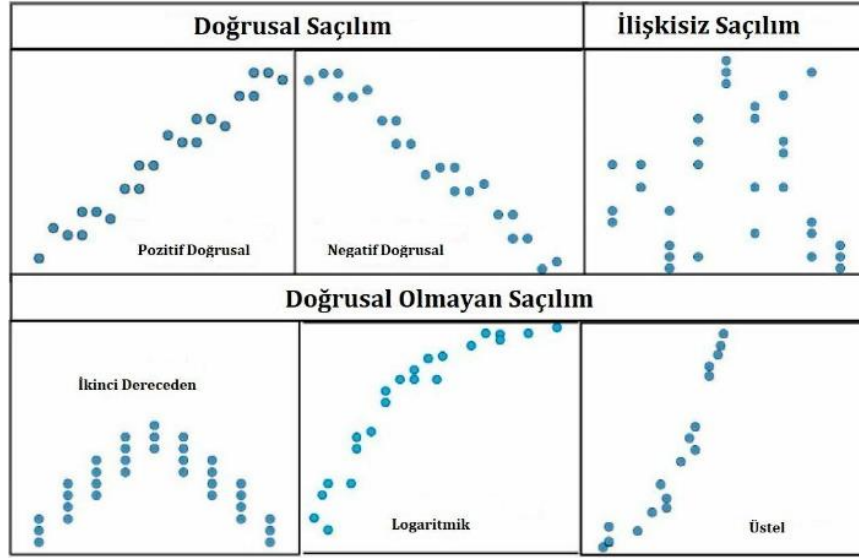 Doğrusal Saçılım
İlişkisiz Saçılım
Pozitif Doğrusal
Negatif Doğrusal
Doğrusal Olmayan Saçılım
İkinci Dereceden
Logaritmik
Üstel